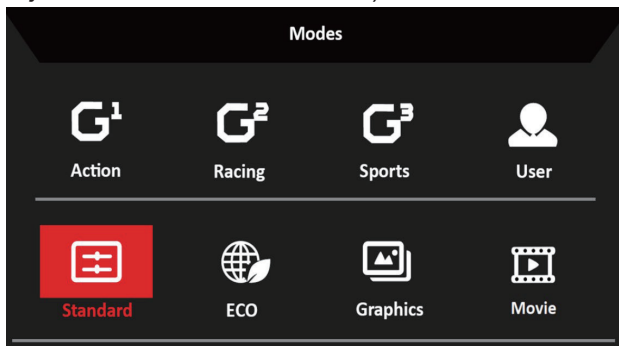 Modes
G¹ G² G³
Action Racing Sports User
Standard ECO Graphics Movie